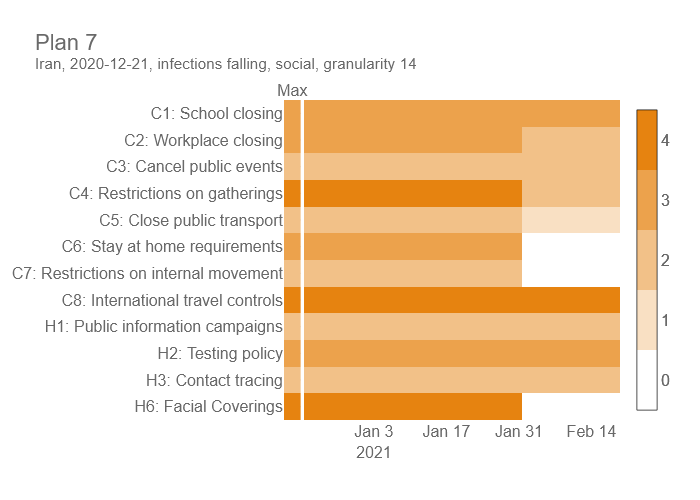 Plan 7
Iran, 2020-12-21, infections falling, social, granularity 14
Max
C1: School closing
C2: Workplace closing
C3: Cancel public events
C4: Restrictions on gatherings
C5: Close public transport
C6: Stay at home requirements
C7: Restrictions on internal movement
C8: International travel controls
H1: Public information campaigns
H2: Testing policy
H3: Contact tracing
H6: Facial Coverings
Jan 3 Jan 17 Jan 31 Feb 14
2021
4
3
2
1
0